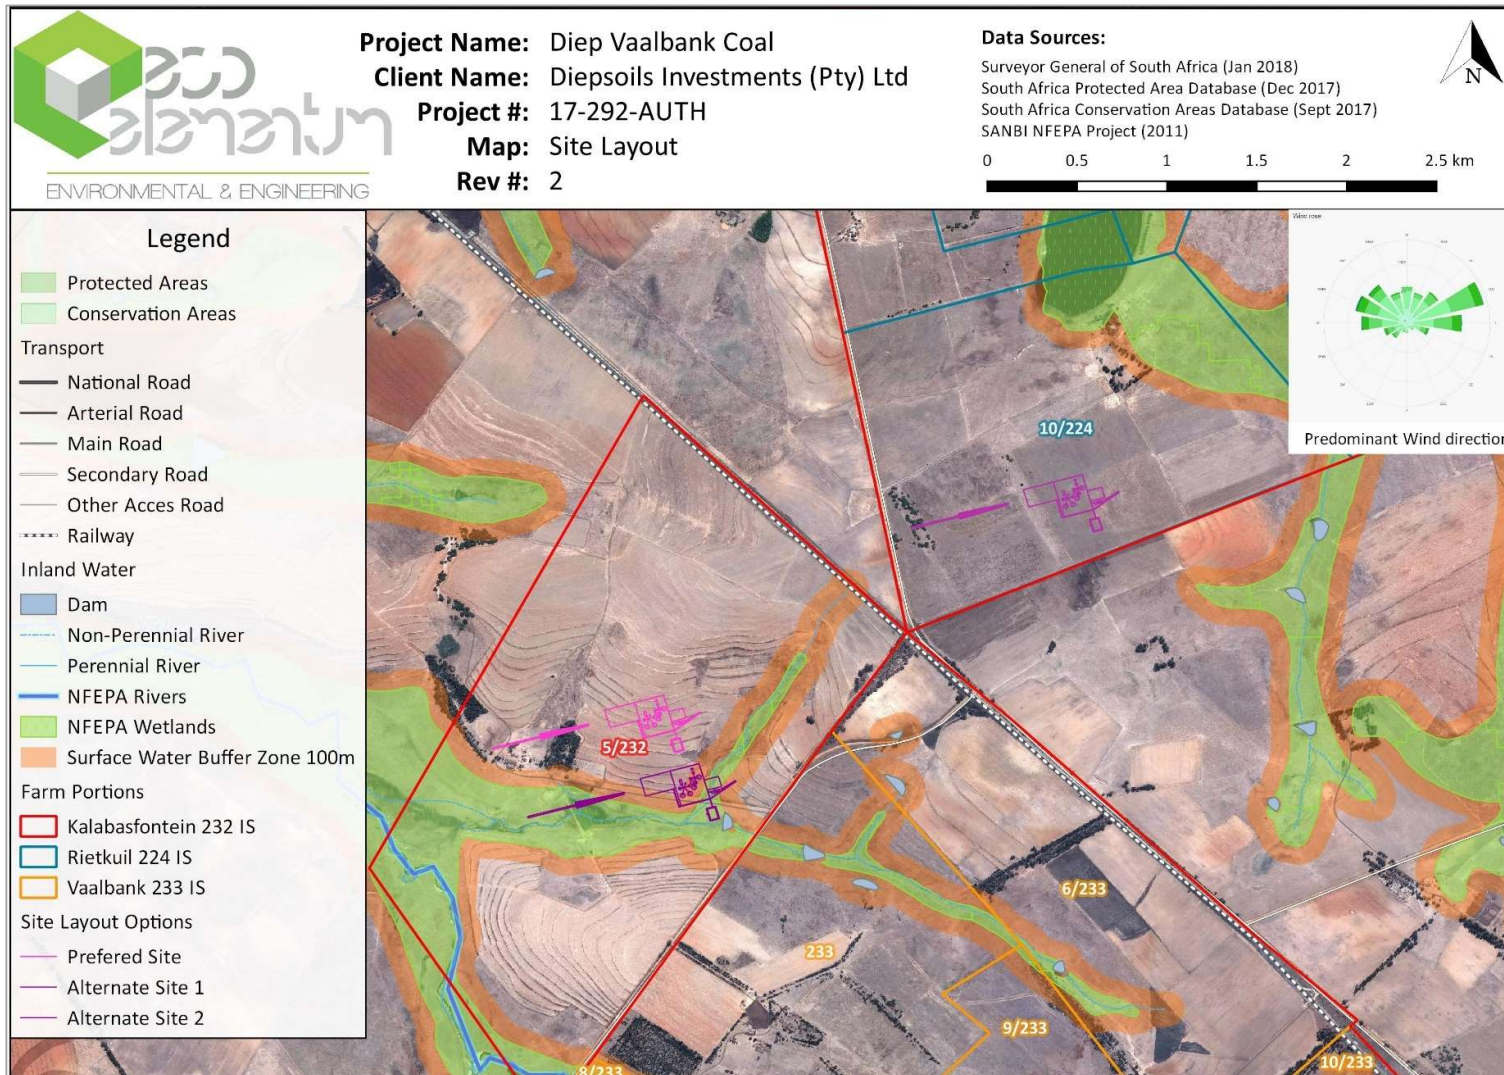 eco
elementum
ENVIRONMENTAL & ENGINEERING
Project Name: Diep Vaalbank Coal
Client Name: Diepsoils Investments (Pty) Ltd
Project #: 17-292-AUTH
Map: Site Layout
Rev #: 2
Data Sources:
Surveyor General of South Africa (Jan 2018)
South Africa Protected Area Database (Dec 2017)
South Africa Conservation Areas Database (Sept 2017)
SANBI NFEPA Project (2011)
0 0.5 1 1.5 2 2.5 km
N
Legend
Protected Areas
Conservation Areas
Transport
National Road
Arterial Road
Main Road
Secondary Road
Other Acces Road
Railway
Inland Water
Dam
Non-Perennial River
Perennial River
NFEPA Rivers
NFEPA Wetlands
Surface Water Buffer Zone 100m
Farm Portions
Kalabasfontein 232 IS
Rietkuil 224 IS
Vaalbank 233 IS
Site Layout Options
Prefered Site
Alternate Site 1
Alternate Site 2
Wind rose
Predominant Wind direction
10/224
5/232
6/233
233
9/233
10/233
8/233